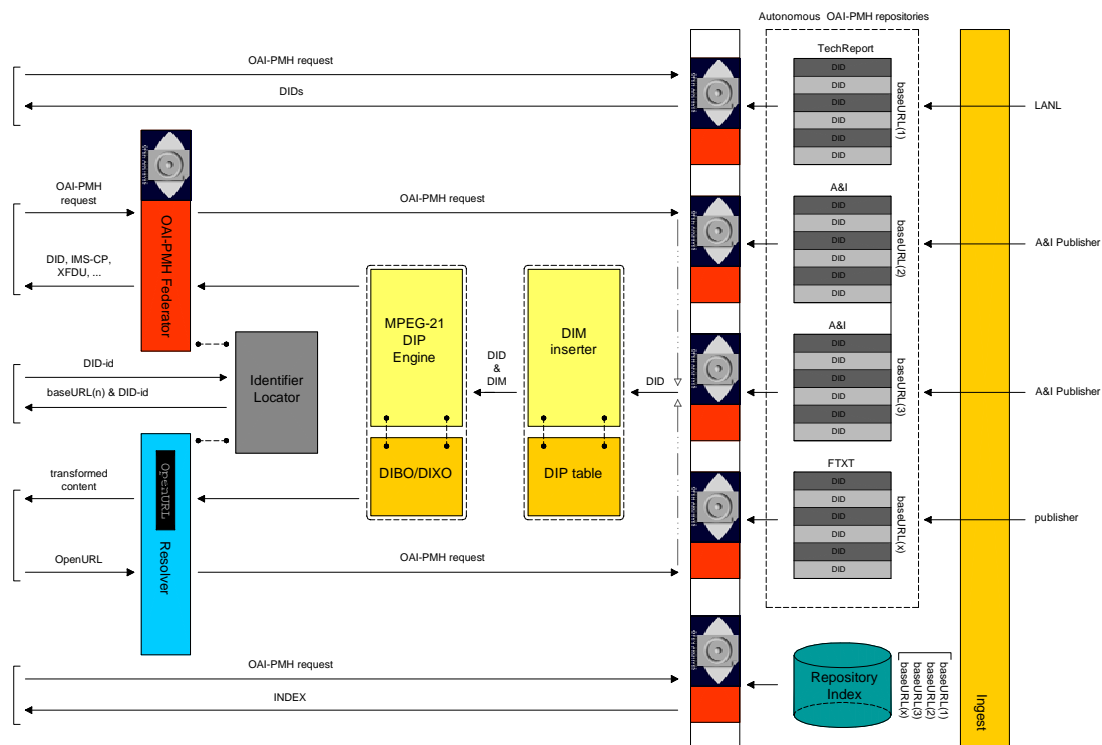 Autonomous OAI-PMH repositories
OAI-PMH request
DIDs
TechReport
DID
DID
DID
DID
DID
DID
baseURL(1)
LANL
OAI-PMH
request
DID, IMS-CP,
XFDU, ...
OAI-PMH Federator
OAI-PMH request
A&I
DID
DID
DID
DID
DID
DID
baseURL(2)
A&I Publisher
MPEG-21
DIP
Engine
DIBO/DIXO
DID
&
DIM
DIM
inserter
DIP table
DID
A&I
DID
DID
DID
DID
DID
DID
baseURL(3)
A&I Publisher
DID-id
baseURL(n) & DID-id
Identifier
Locator
transformed
content
OpenURL
OpenURL
Resolver
OAI-PMH request
FTXT
DID
DID
DID
DID
DID
DID
baseURL(x)
publisher
OAI-PMH request
INDEX
Repository
Index
baseURL(1)
baseURL(2)
baseURL(3)
baseURL(x)
Ingest